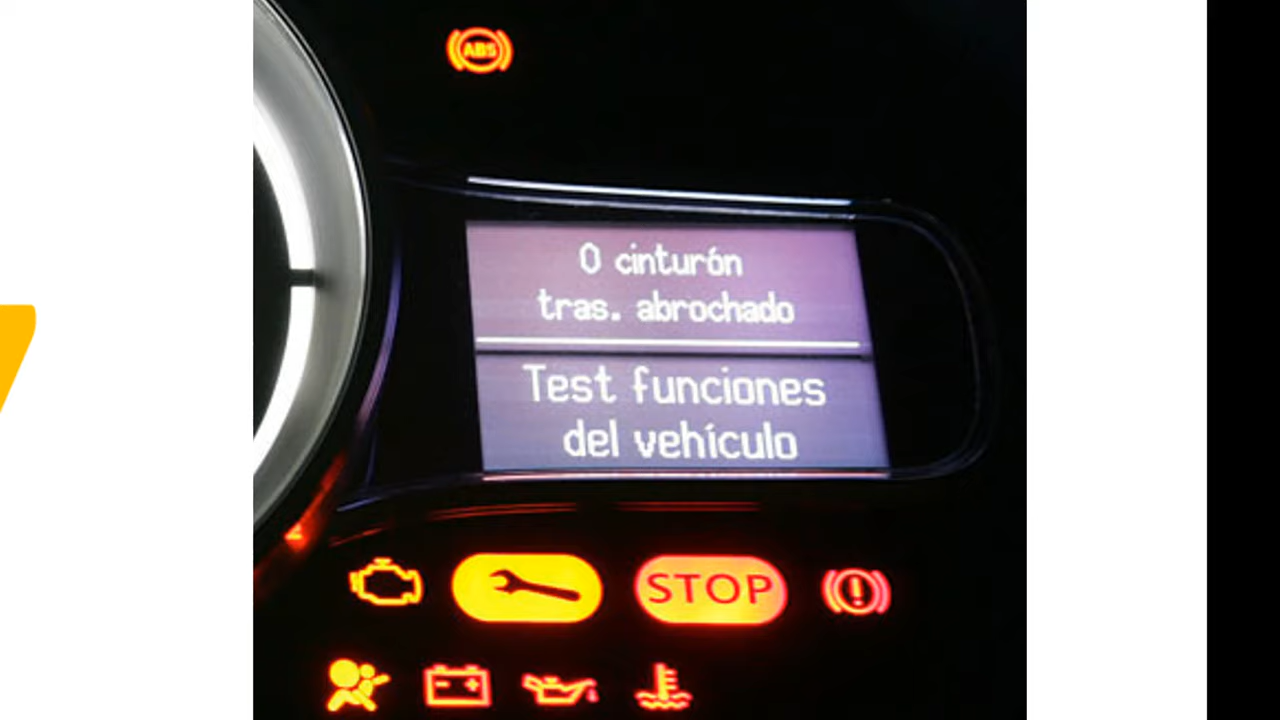 ABS
0 cinturón
tras. abrochado
Test funciones
del vehículo
STOP